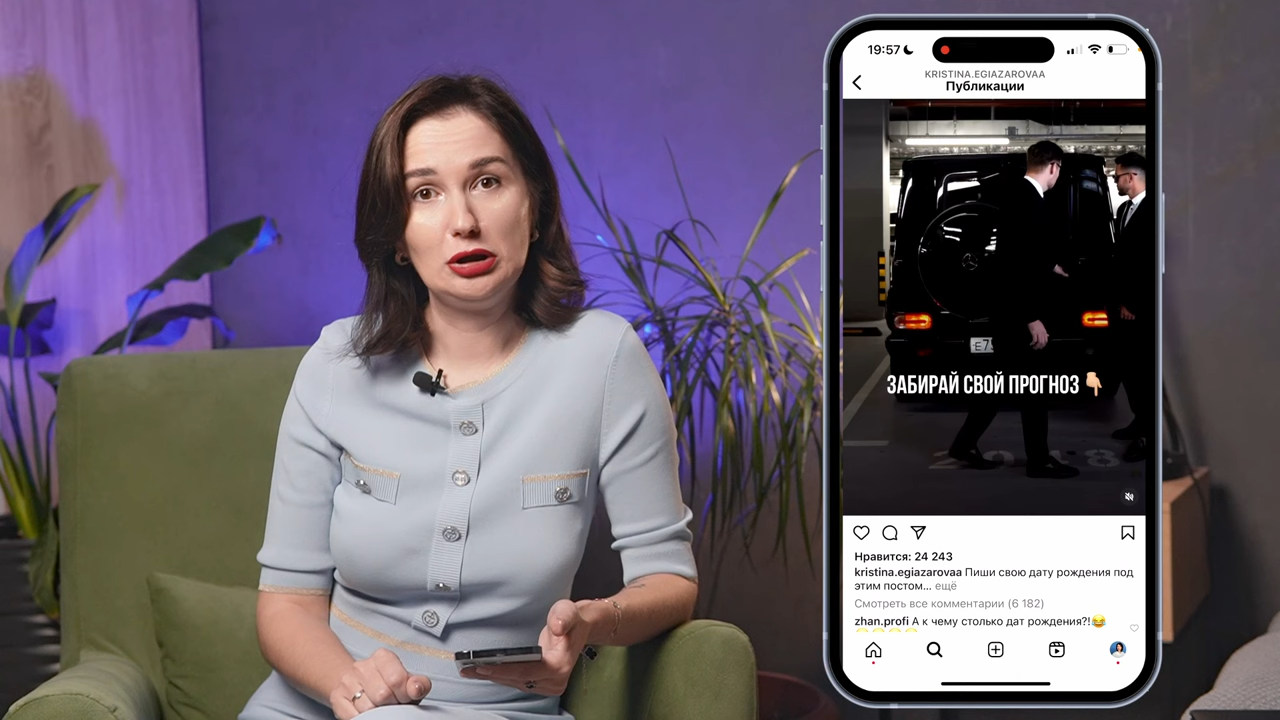 19:57
KRISTINA.EGIAZAROVAA
Публикации
ЗАБИРАЙ СВОЙ ПРОГНОЗ 👇🏻
Нравится: 24 243
kristina.egiazarovaa Пиши свою дату рождения под
этим постом... ещё
Смотреть все комментарии (6 182)
zhan.profi А к чему столько дат рождения?!😂